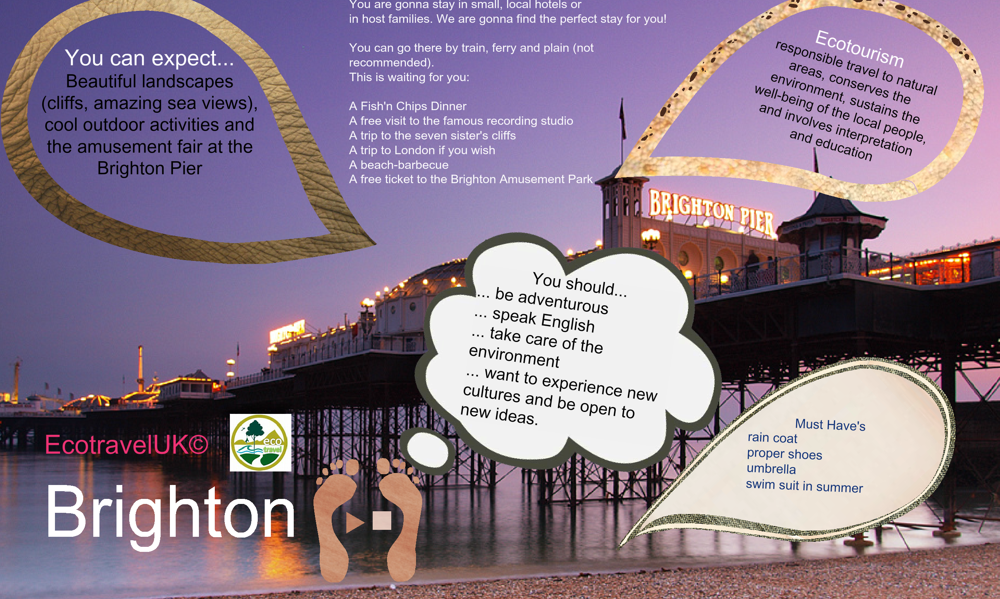 You can expect...
Beautiful landscapes
(cliffs, amazing sea views),
cool outdoor activities and
the amusement fair at the
Brighton Pier
You are gonna stay in small, local hotels or
in host families. We are gonna find the perfect stay for you!
You can go there by train, ferry and plain (not
recommended).
This is waiting for you:
A Fish'n Chips Dinner
A free visit to the famous recording studio
A trip to the seven sister's cliffs
A trip to London if you wish
A beach-barbecue
A free ticket to the Brighton Amusement Park
Ecotourism
responsible travel to natural
areas, conserves the
environment, sustains the
well-being of the local people,
and involves interpretation
and education
BRIGHTON PIER
You should...
... be adventurous
... speak English
... take care of the
environment
... want to experience new
cultures and be open to
new ideas.
Must Have's
rain coat
proper shoes
umbrella
swim suit in summer
EcotravelUK©
eco
travel
Brighton